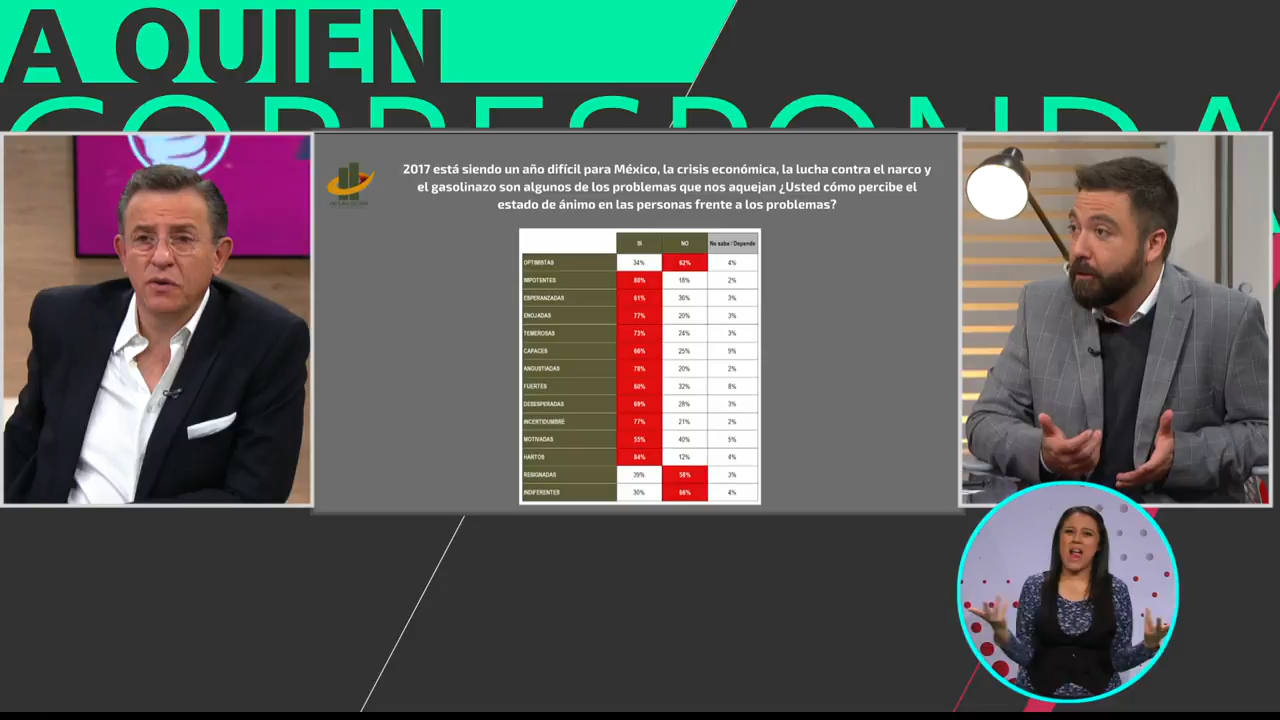 A QUIEN
CORRESPONDA
2017 está siendo un año difícil para México, la crisis económica, la lucha contra el narco y
el gasolinazo son algunos de los problemas que nos aquejan ¿Usted cómo percibe el
estado de ánimo en las personas frente a los problemas?
SI NO No sabe / Depende
OPTIMISTAS 34% 62% 4%
IMPOTENTES 80% 18% 2%
ESPERANZADAS 61% 36% 3%
ENOJADAS 77% 20% 3%
TEMEROSAS 73% 24% 3%
CAPACES 66% 25% 9%
ANGUSTIADAS 78% 20% 2%
FUERTES 60% 32% 8%
DESESPERADAS 69% 28% 3%
INCERTIDUMBRE 77% 21% 2%
MOTIVADAS 55% 40% 5%
HARTOS 84% 12% 4%
RESIGNADAS 39% 58% 3%
INDIFERENTES 30% 66% 4%